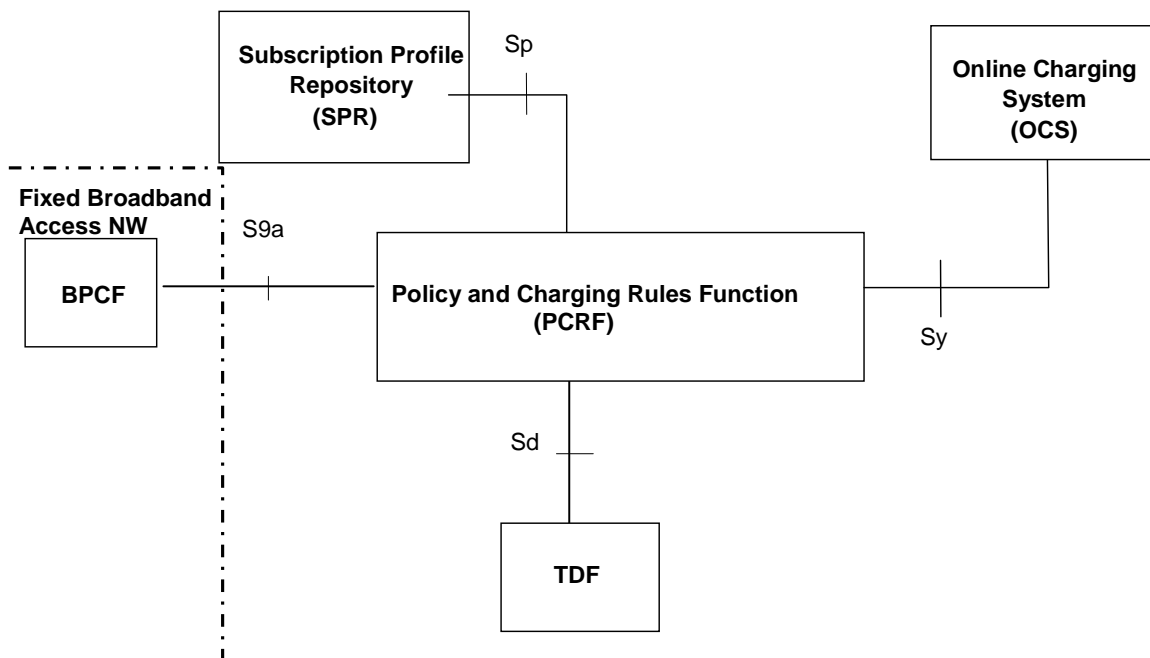 Subscription Profile
Repository
(SPR)
Sp
Online Charging
System
(OCS)
Fixed Broadband
Access NW
S9a
BPCF
Policy and Charging Rules Function
(PCRF)
Sy
Sd
TDF